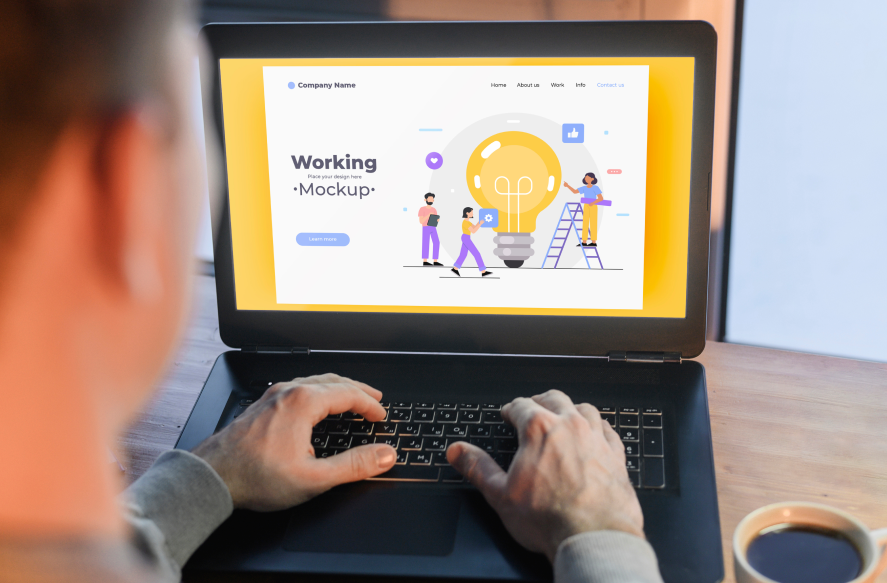 Company Name
Home About us Work Info Contact us
Working
Place your design here
•Mockup•
Learn more